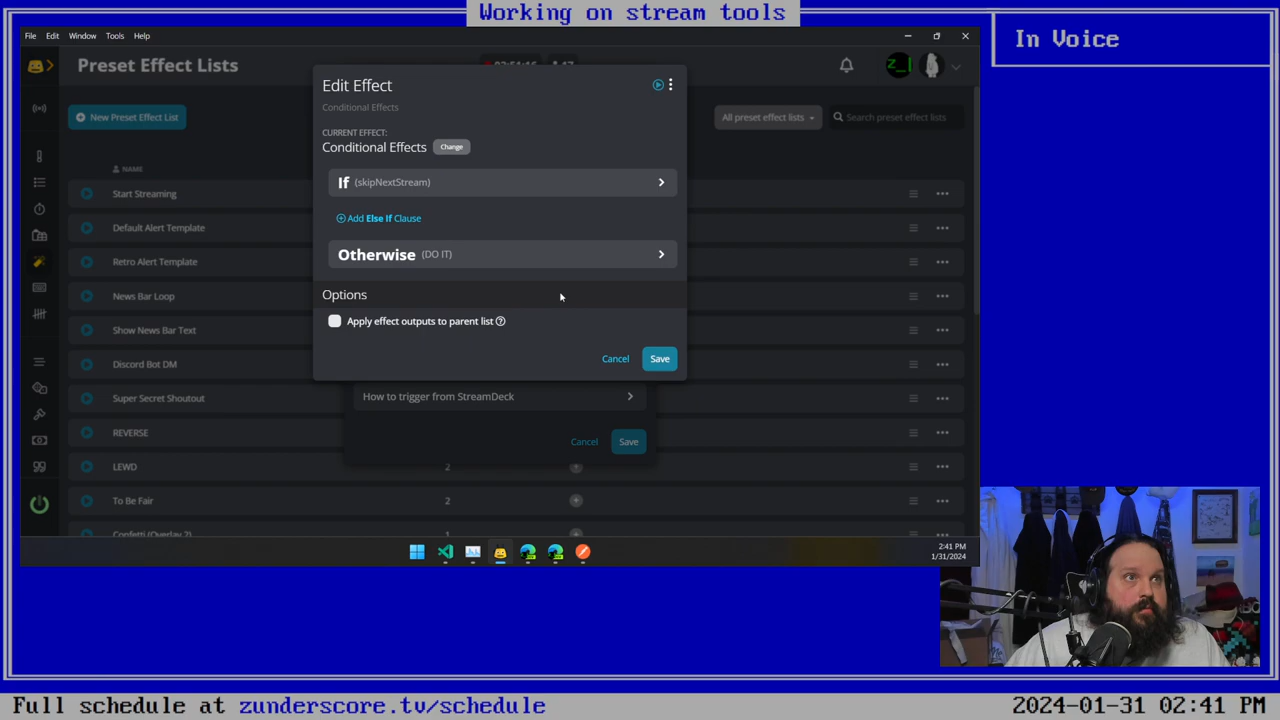 Working on stream tools
In Voice
File Edit Window Tools Help
Preset Effect Lists
New Preset Effect List
All preset effect lists
Search preset effect lists
NAME
Start Streaming
Default Alert Template
Retro Alert Template
News Bar Loop
Show News Bar Text
Discord Bot DM
Super Secret Shoutout
REVERSE
LEWD 2
To Be Fair 2
Confetti (Overlay 2) 1
Edit Effect
Conditional Effects
CURRENT EFFECT:
Conditional Effects Change
If (skipNextStream)
Add Else If Clause
Otherwise (DO IT)
Options
Apply effect outputs to parent list
Cancel Save
How to trigger from StreamDeck
Cancel Save
2:41 PM
1/31/2024
Full schedule at zunderscore.tv/schedule
2024-01-31 02:41 PM